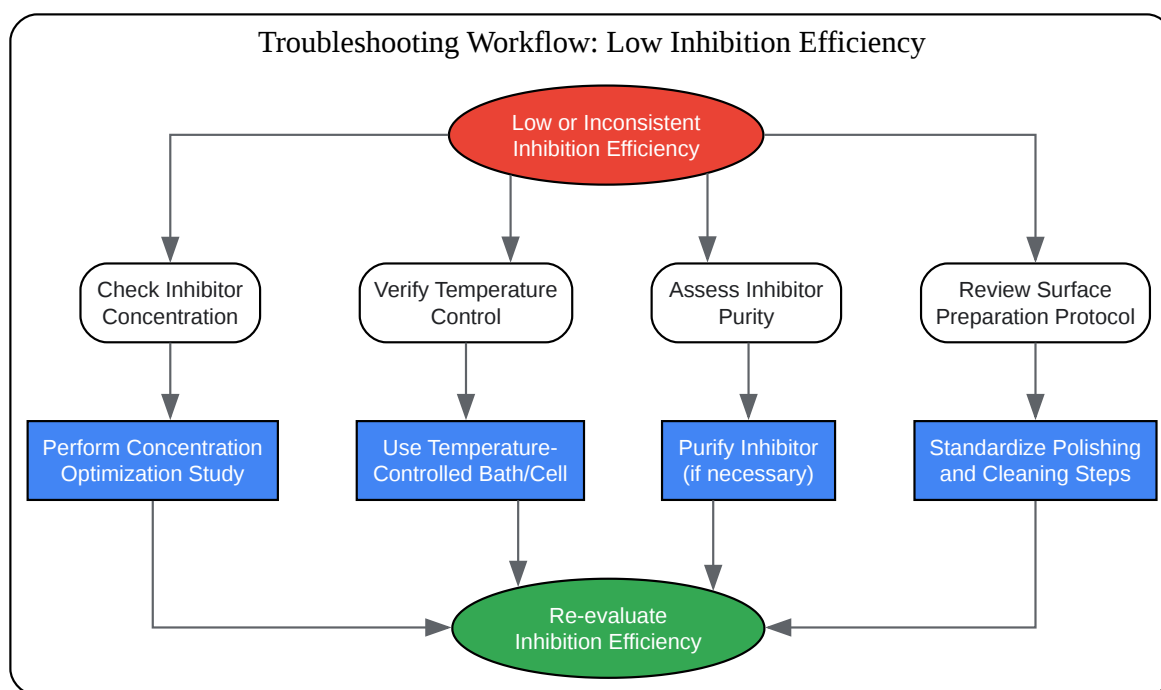 Troubleshooting Workflow: Low Inhibition Efficiency
Low or Inconsistent
Inhibition Efficiency
Check Inhibitor
Concentration
Verify Temperature
Control
Assess Inhibitor
Purity
Review Surface
Preparation Protocol
Perform Concentration
Optimization Study
Use Temperature-
Controlled Bath/Cell
Purify Inhibitor
(if necessary)
Standardize Polishing
and Cleaning Steps
Re-evaluate
Inhibition Efficiency